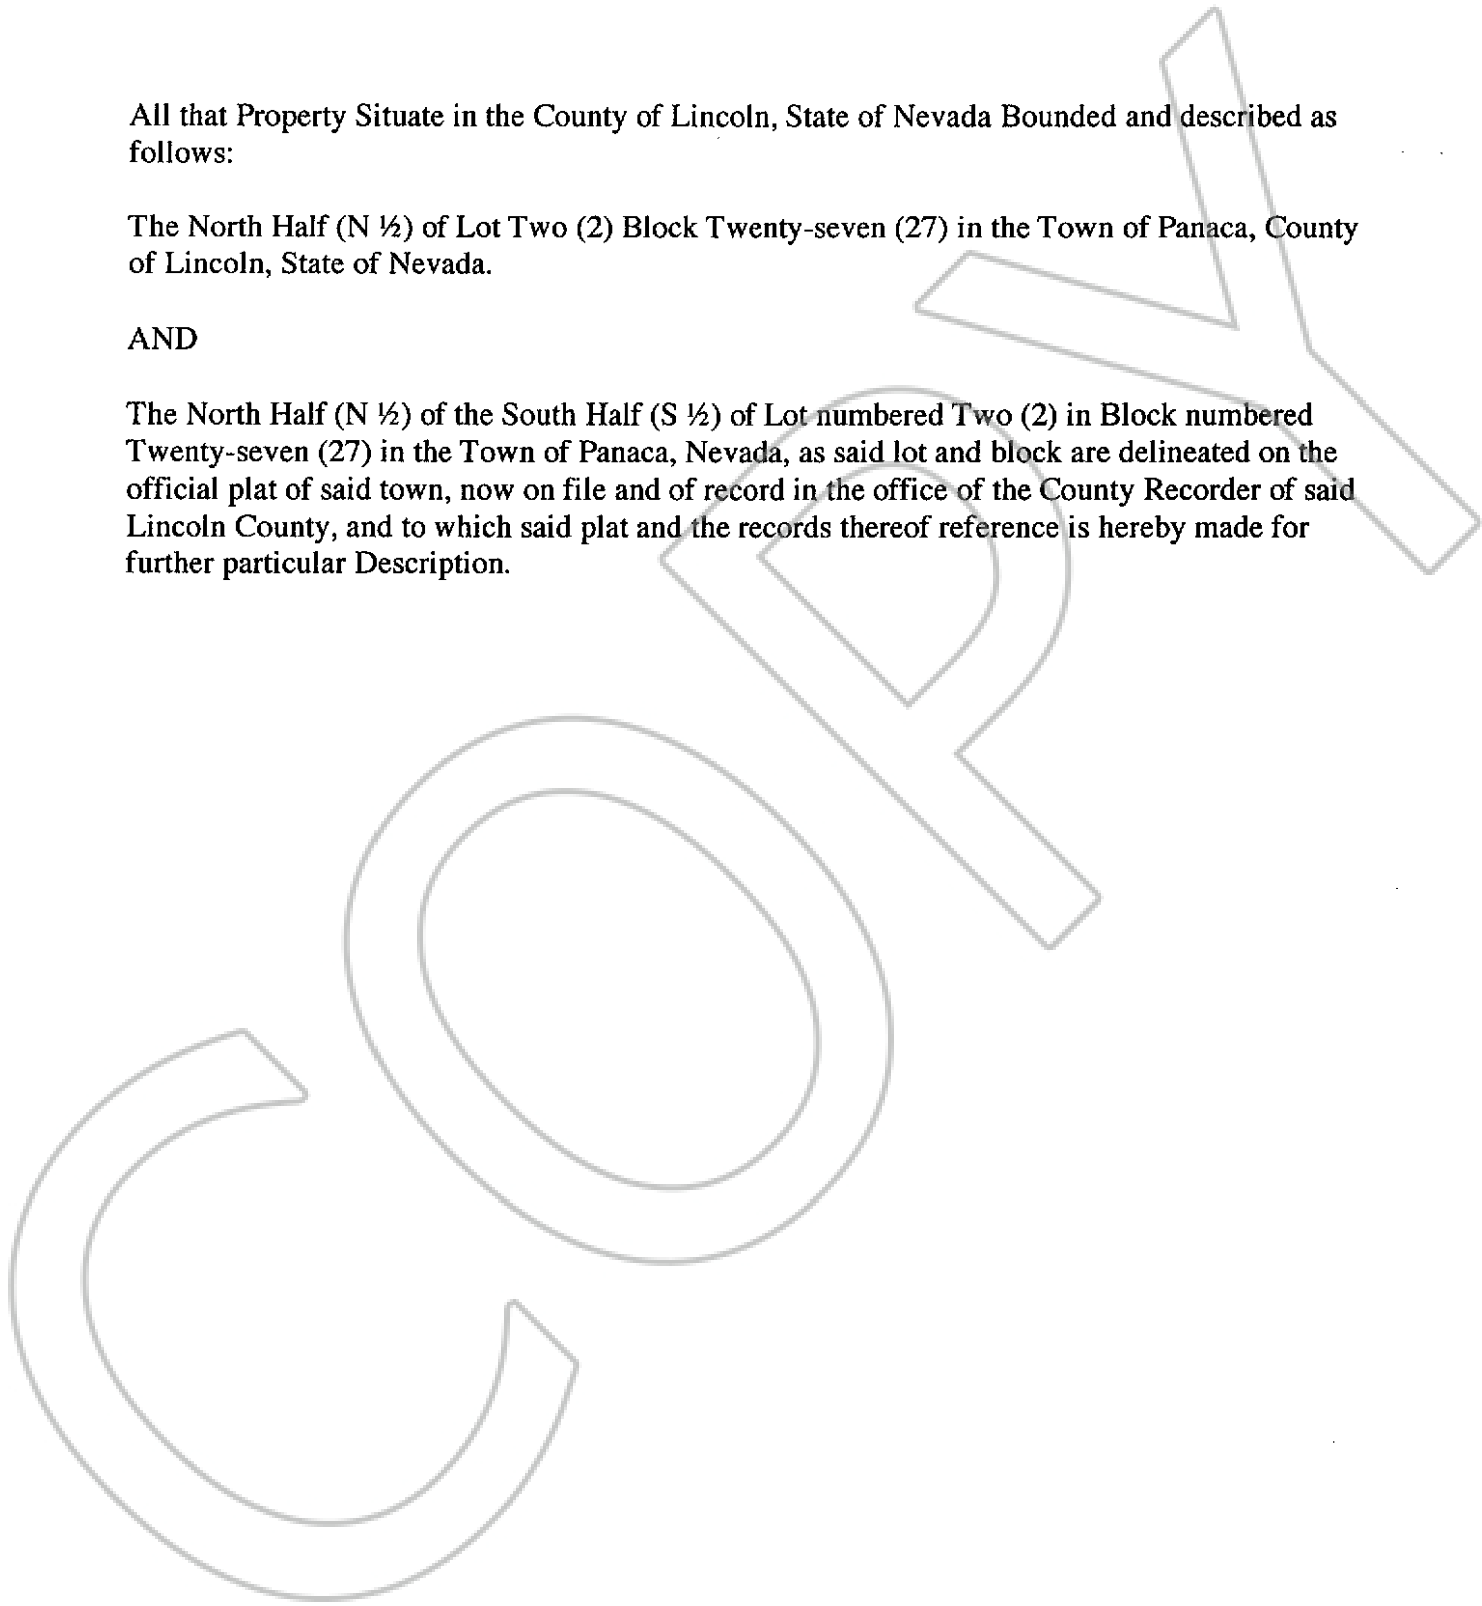 All that Property Situate in the County of Lincoln, State of Nevada Bounded and described as
follows:
The North Half (N ½) of Lot Two (2) Block Twenty-seven (27) in the Town of Panaca, County
of Lincoln, State of Nevada.
AND
The North Half (N ½) of the South Half (S ½) of Lot numbered Two (2) in Block numbered
Twenty-seven (27) in the Town of Panaca, Nevada, as said lot and block are delineated on the
official plat of said town, now on file and of record in the office of the County Recorder of said
Lincoln County, and to which said plat and the records thereof reference is hereby made for
further particular Description.
COPY